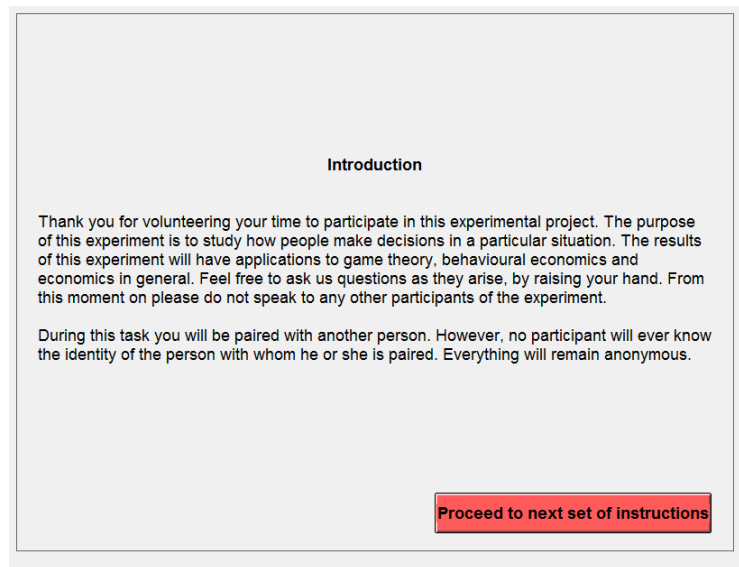 Introduction
Thank you for volunteering your time to participate in this experimental project. The purpose
of this experiment is to study how people make decisions in a particular situation. The results
of this experiment will have applications to game theory, behavioural economics and
economics in general. Feel free to ask us questions as they arise, by raising your hand. From
this moment on please do not speak to any other participants of the experiment.
During this task you will be paired with another person. However, no participant will ever know
the identity of the person with whom he or she is paired. Everything will remain anonymous.
Proceed to next set of instructions